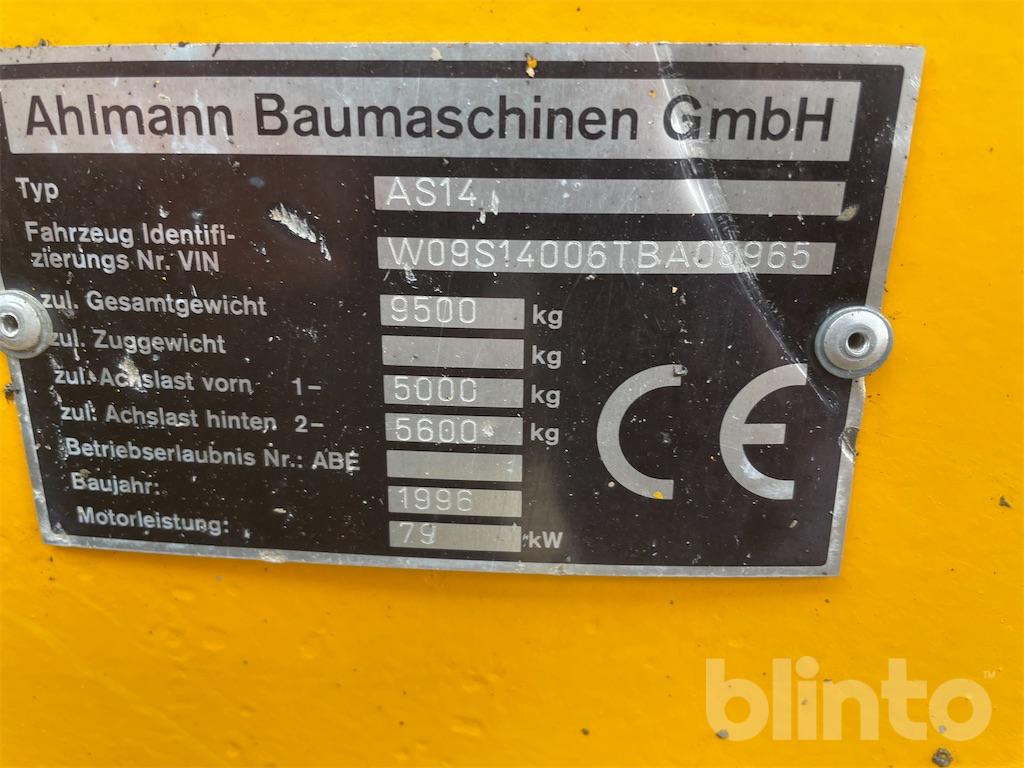 Ahlmann Baumaschinen GmbH
Typ AS14
Fahrzeug Identifi-
zierungs Nr. VIN W09S14006TBA08965
zul. Gesamtgewicht 9500 kg
zul. Zuggewicht kg
zul. Achslast vorn 1- 5000 kg
zul. Achslast hinten 2- 5600 kg
Betriebserlaubnis Nr.: ABE
Baujahr: 1996
Motorleistung: 79 kW
CE
blinto™